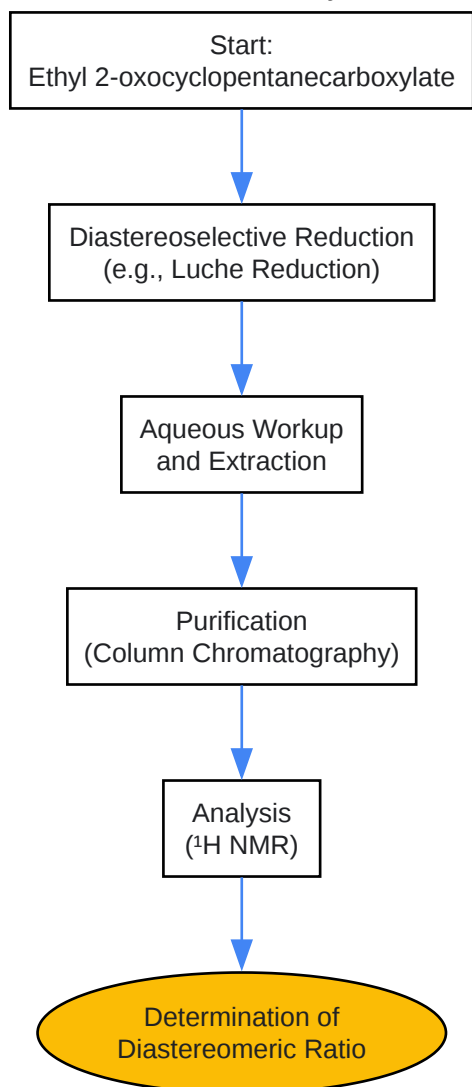 Start:
Ethyl 2-oxocyclopentanecarboxylate
Diastereoselective Reduction
(e.g., Luche Reduction)
Aqueous Workup
and Extraction
Purification
(Column Chromatography)
Analysis
(¹H NMR)
Determination of
Diastereomeric Ratio